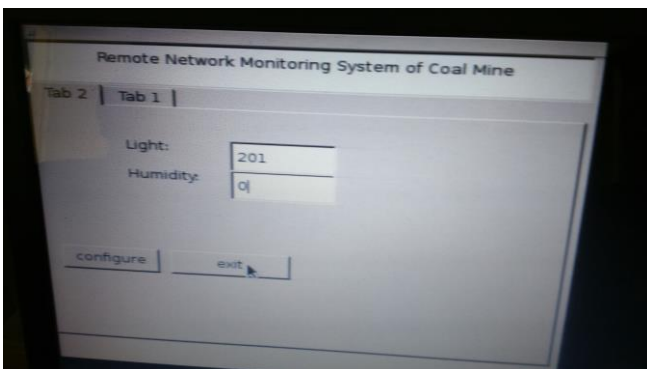 Remote Network Monitoring System of Coal Mine
Tab 2 Tab 1
Light: 201
Humidity: 0
configure exit